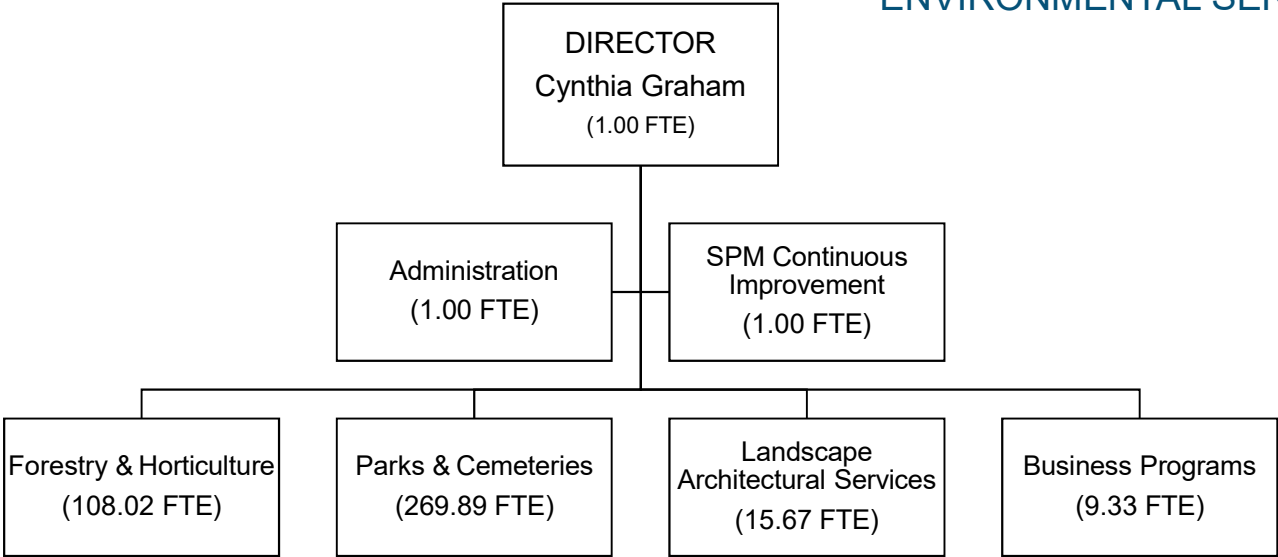 ENVIRONMENTAL
DIRECTOR
Cynthia Graham
(1.00 FTE)
Administration
(1.00 FTE)
SPM Continuous
Improvement
(1.00 FTE)
Forestry & Horticulture
(108.02 FTE)
Parks & Cemeteries
(269.89 FTE)
Landscape
Architectural Services
(15.67 FTE)
Business Programs
(9.33 FTE)